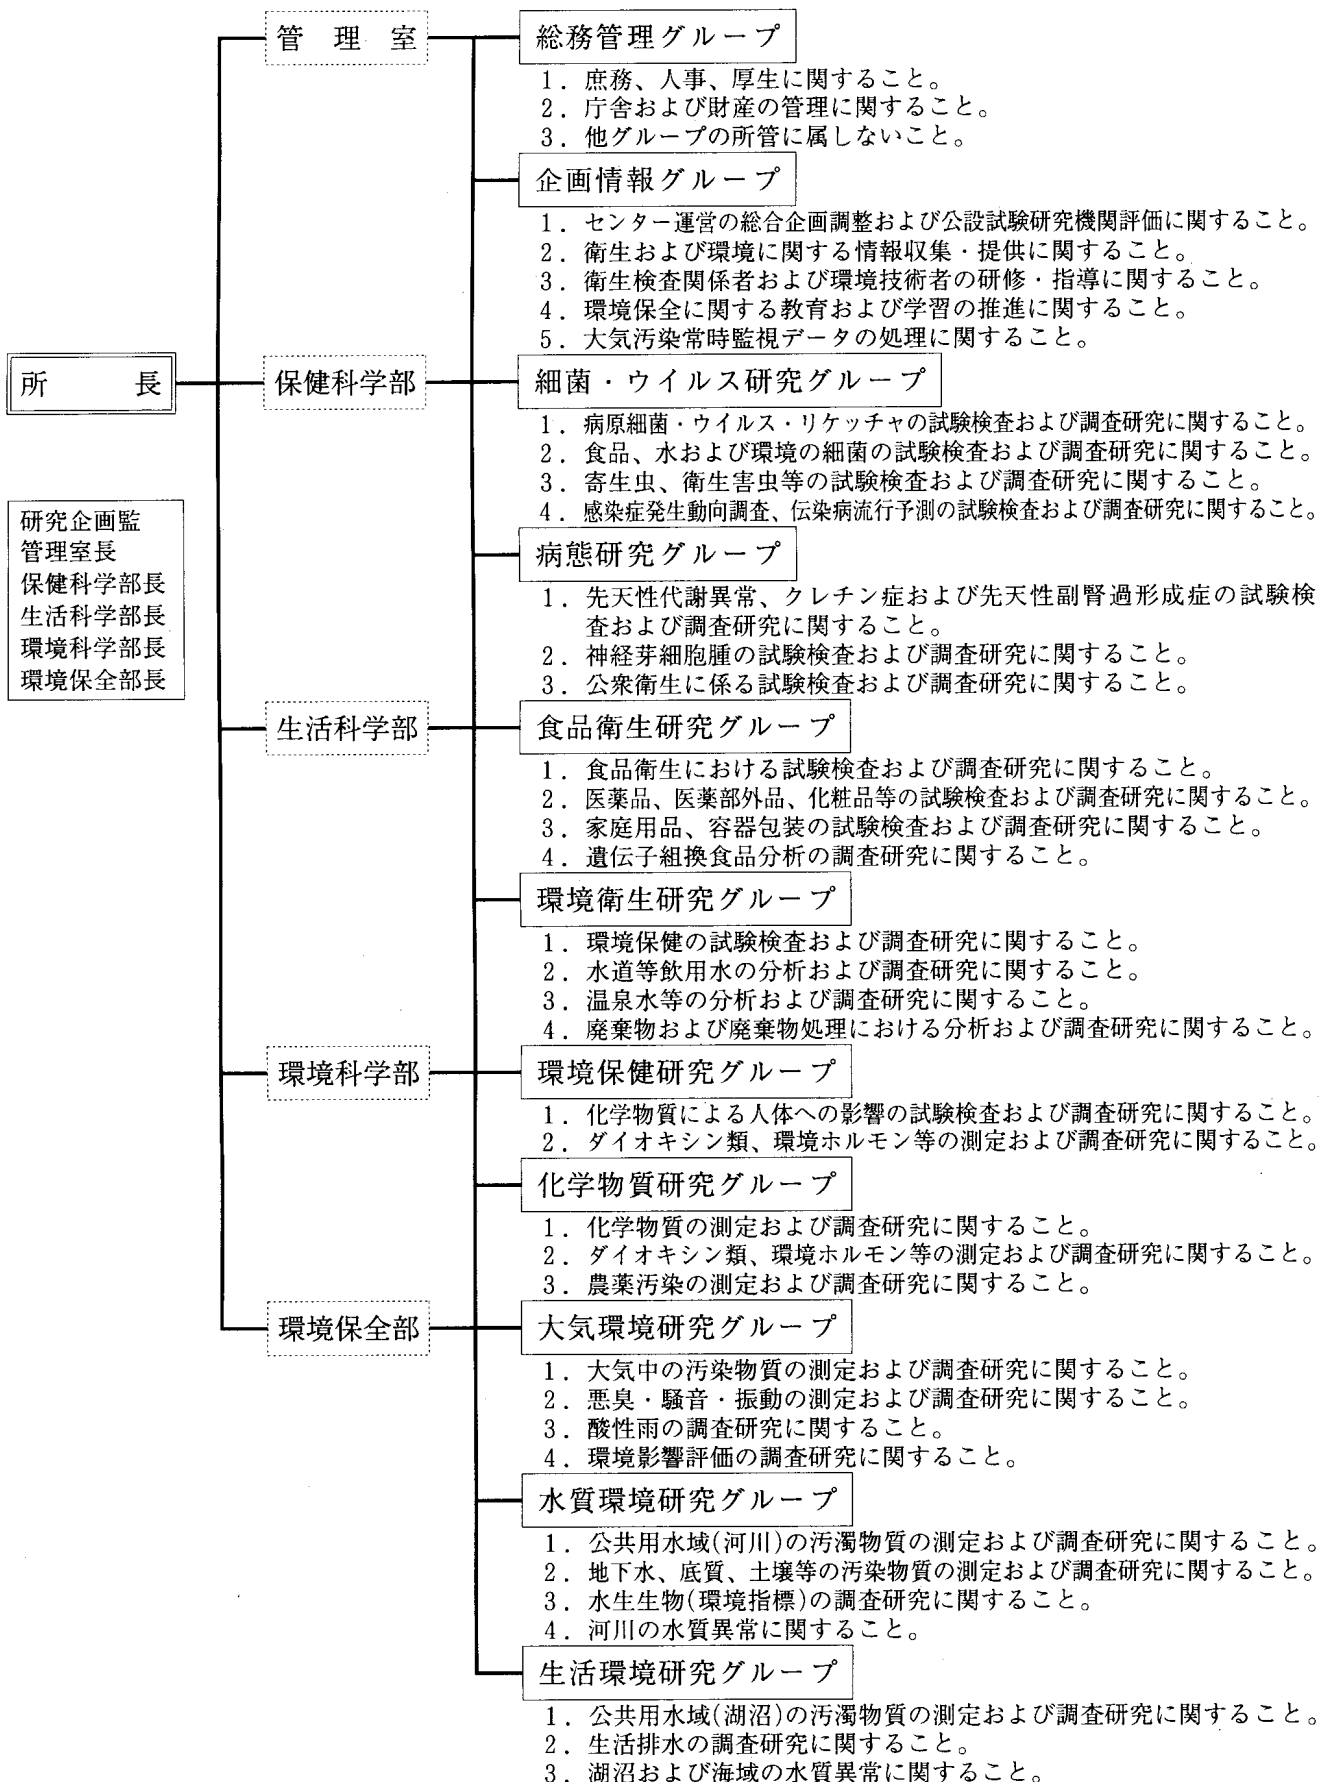 管理室
総務管理グループ
1．庶務、人事、厚生に関すること。
2．庁舎および財産の管理に関すること。
3．他グループの所管に属しないこと。
企画情報グループ
1．センター運営の総合企画調整および公設試験研究機関評価に関すること。
2．衛生および環境に関する情報収集・提供に関すること。
3．衛生検査関係者および環境技術者の研修・指導に関すること。
4．環境保全に関する教育および学習の推進に関すること。
5．大気汚染常時監視データの処理に関すること。
所長
保健科学部
細菌・ウイルス研究グループ
1．病原細菌・ウイルス・リケッチャの試験検査および調査研究に関すること。
2．食品、水および環境の細菌の試験検査および調査研究に関すること。
3．寄生虫、衛生害虫等の試験検査および調査研究に関すること。
4．感染症発生動向調査、伝染病流行予測の試験検査および調査研究に関すること。
研究企画監
管理室長
保健科学部長
生活科学部長
環境科学部長
環境保全部長
病態研究グループ
1．先天性代謝異常、クレチン症および先天性副腎過形成症の試験検
査および調査研究に関すること。
2．神経芽細胞腫の試験検査および調査研究に関すること。
3．公衆衛生に係る試験検査および調査研究に関すること。
生活科学部
食品衛生研究グループ
1．食品衛生における試験検査および調査研究に関すること。
2．医薬品、医薬部外品、化粧品等の試験検査および調査研究に関すること。
3．家庭用品、容器包装の試験検査および調査研究に関すること。
4．遺伝子組換食品分析の調査研究に関すること。
環境衛生研究グループ
1．環境保健の試験検査および調査研究に関すること。
2．水道等飲用水の分析および調査研究に関すること。
3．温泉水等の分析および調査研究に関すること。
4．廃棄物および廃棄物処理における分析および調査研究に関すること。
環境科学部
環境保健研究グループ
1．化学物質による人体への影響の試験検査および調査研究に関すること。
2．ダイオキシン類、環境ホルモン等の測定および調査研究に関すること。
化学物質研究グループ
1．化学物質の測定および調査研究に関すること。
2．ダイオキシン類、環境ホルモン等の測定および調査研究に関すること。
3．農薬汚染の測定および調査研究に関すること。
環境保全部
大気環境研究グループ
1．大気中の汚染物質の測定および調査研究に関すること。
2．悪臭・騒音・振動の測定および調査研究に関すること。
3．酸性雨の調査研究に関すること。
4．環境影響評価の調査研究に関すること。
水質環境研究グループ
1．公共用水域(河川)の汚濁物質の測定および調査研究に関すること。
2．地下水、底質、土壌等の汚染物質の測定および調査研究に関すること。
3．水生生物(環境指標)の調査研究に関すること。
4．河川の水質異常に関すること。
生活環境研究グループ
1．公共用水域(湖沼)の汚濁物質の測定および調査研究に関すること。
2．生活排水の調査研究に関すること。
3．湖沼および海域の水質異常に関すること。